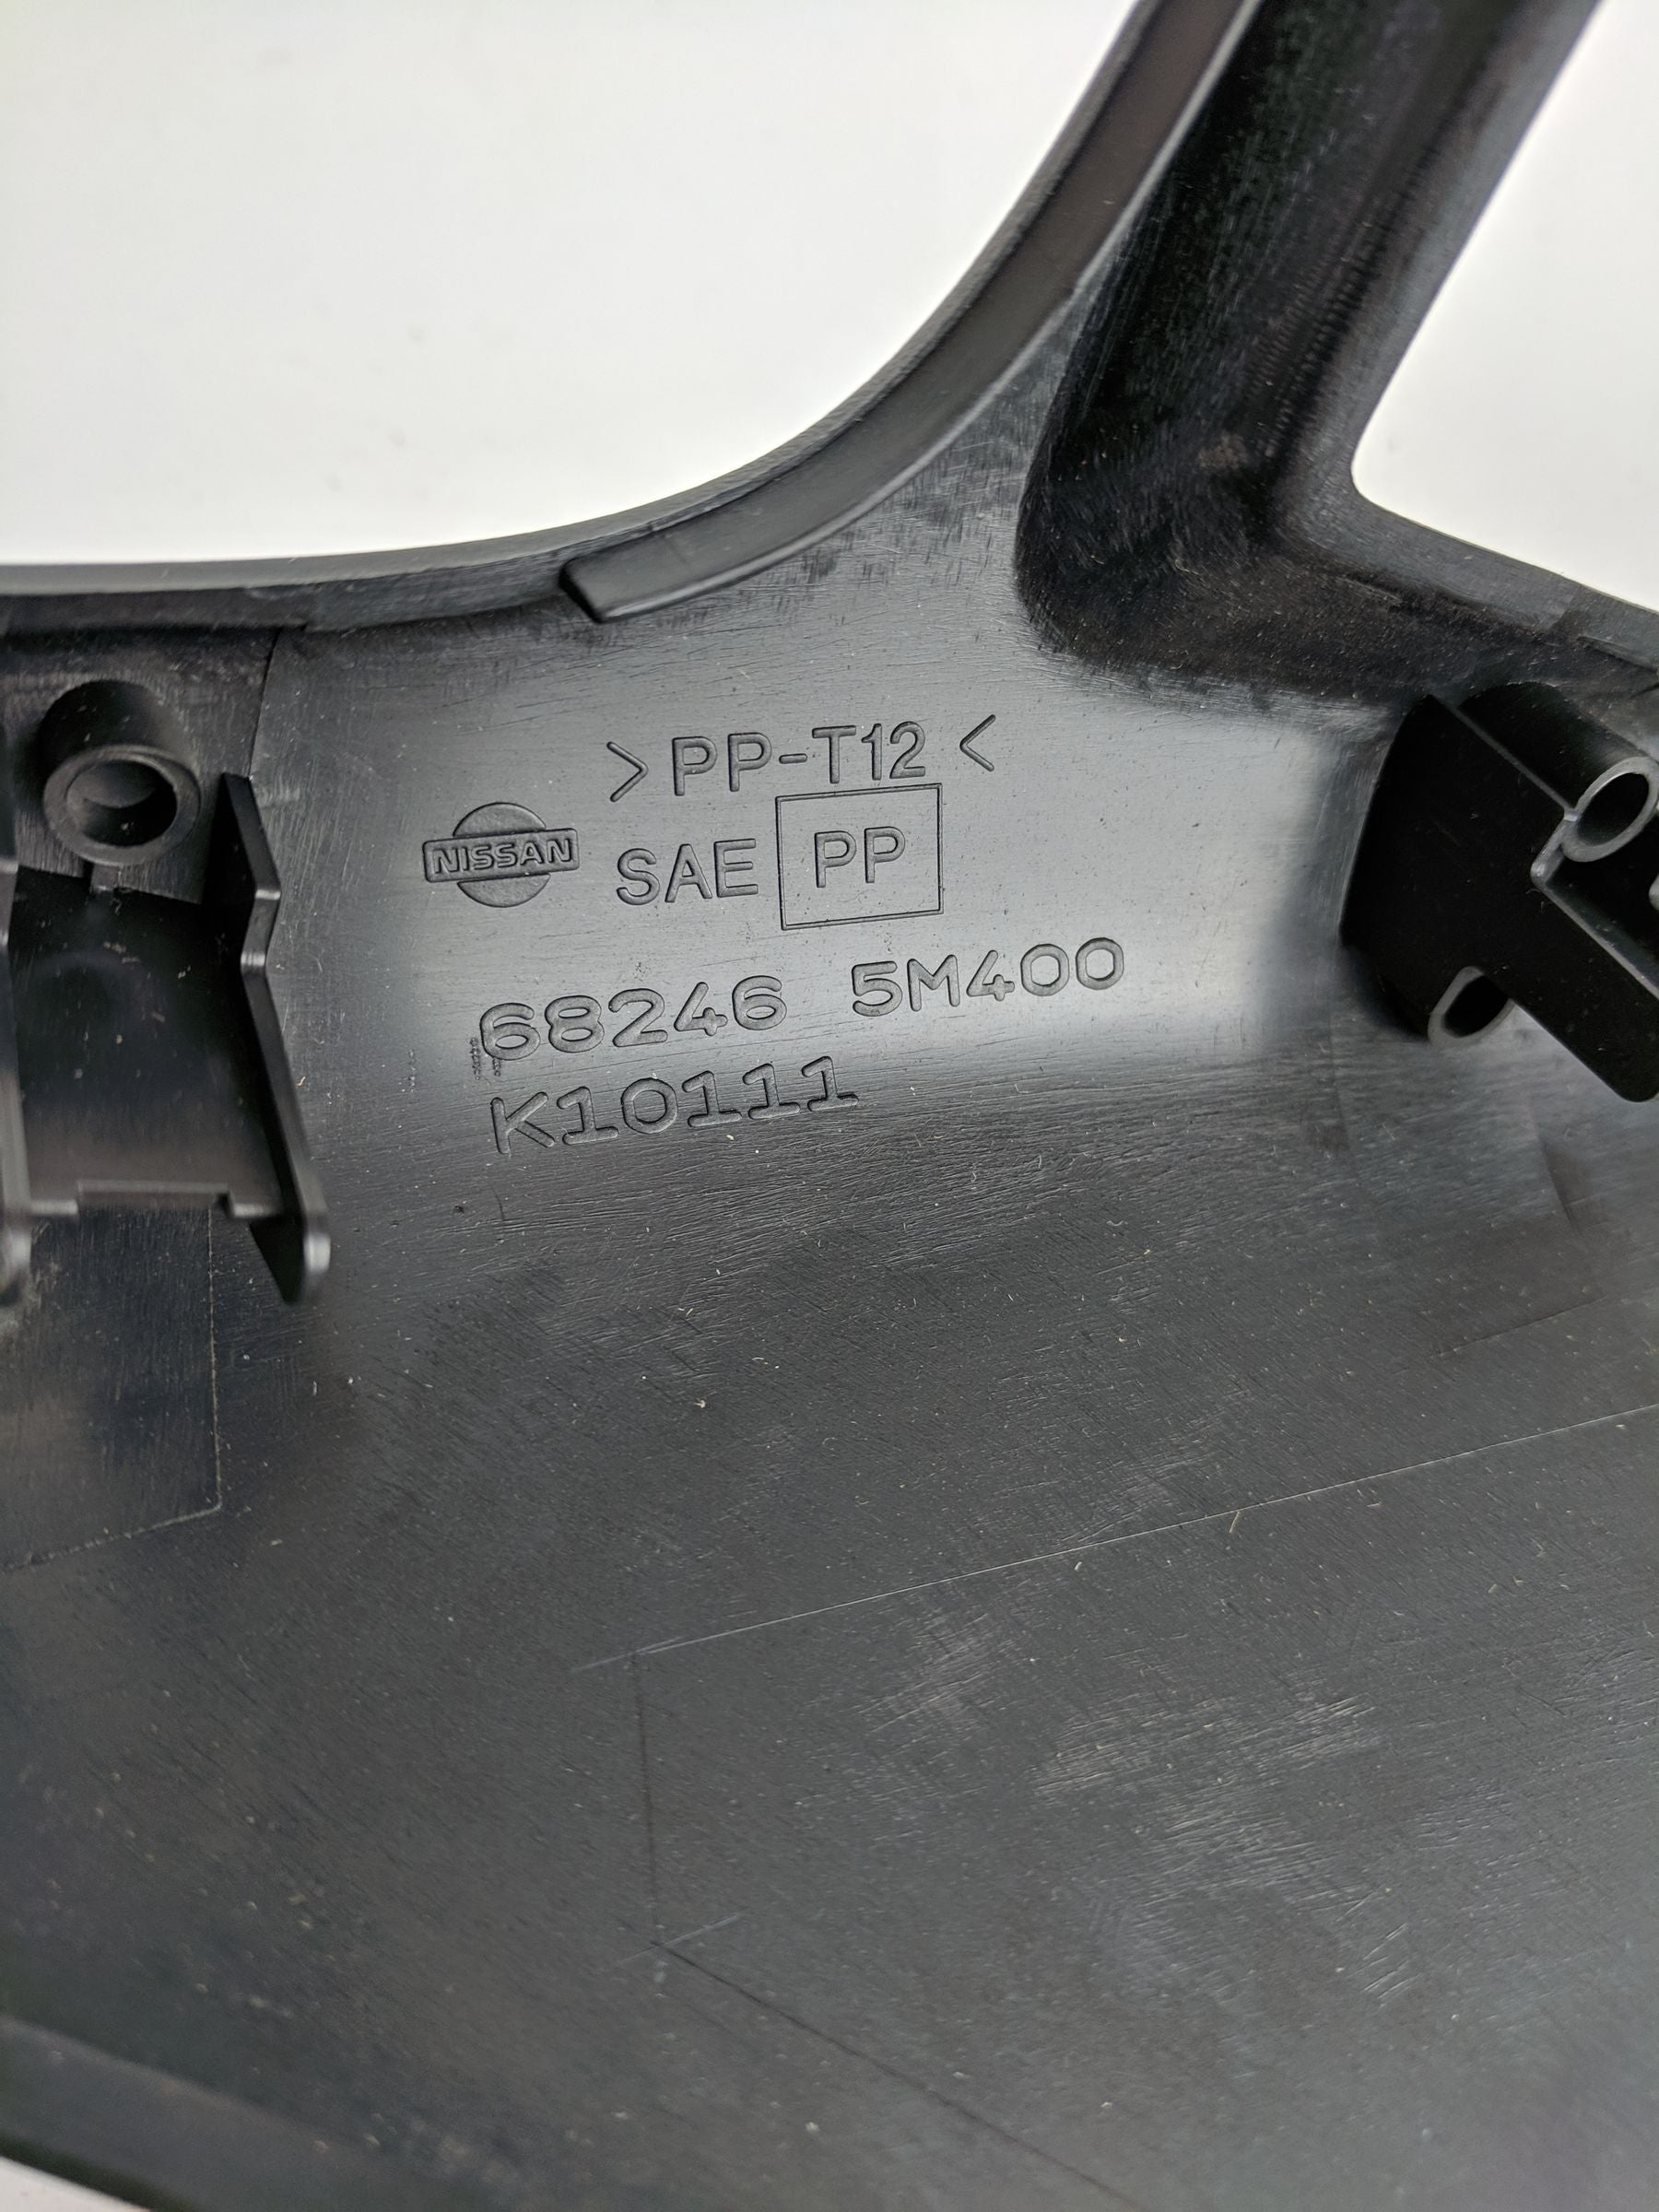 >PP-T12<
NISSAN SAE PP
68246 5M400
K10111